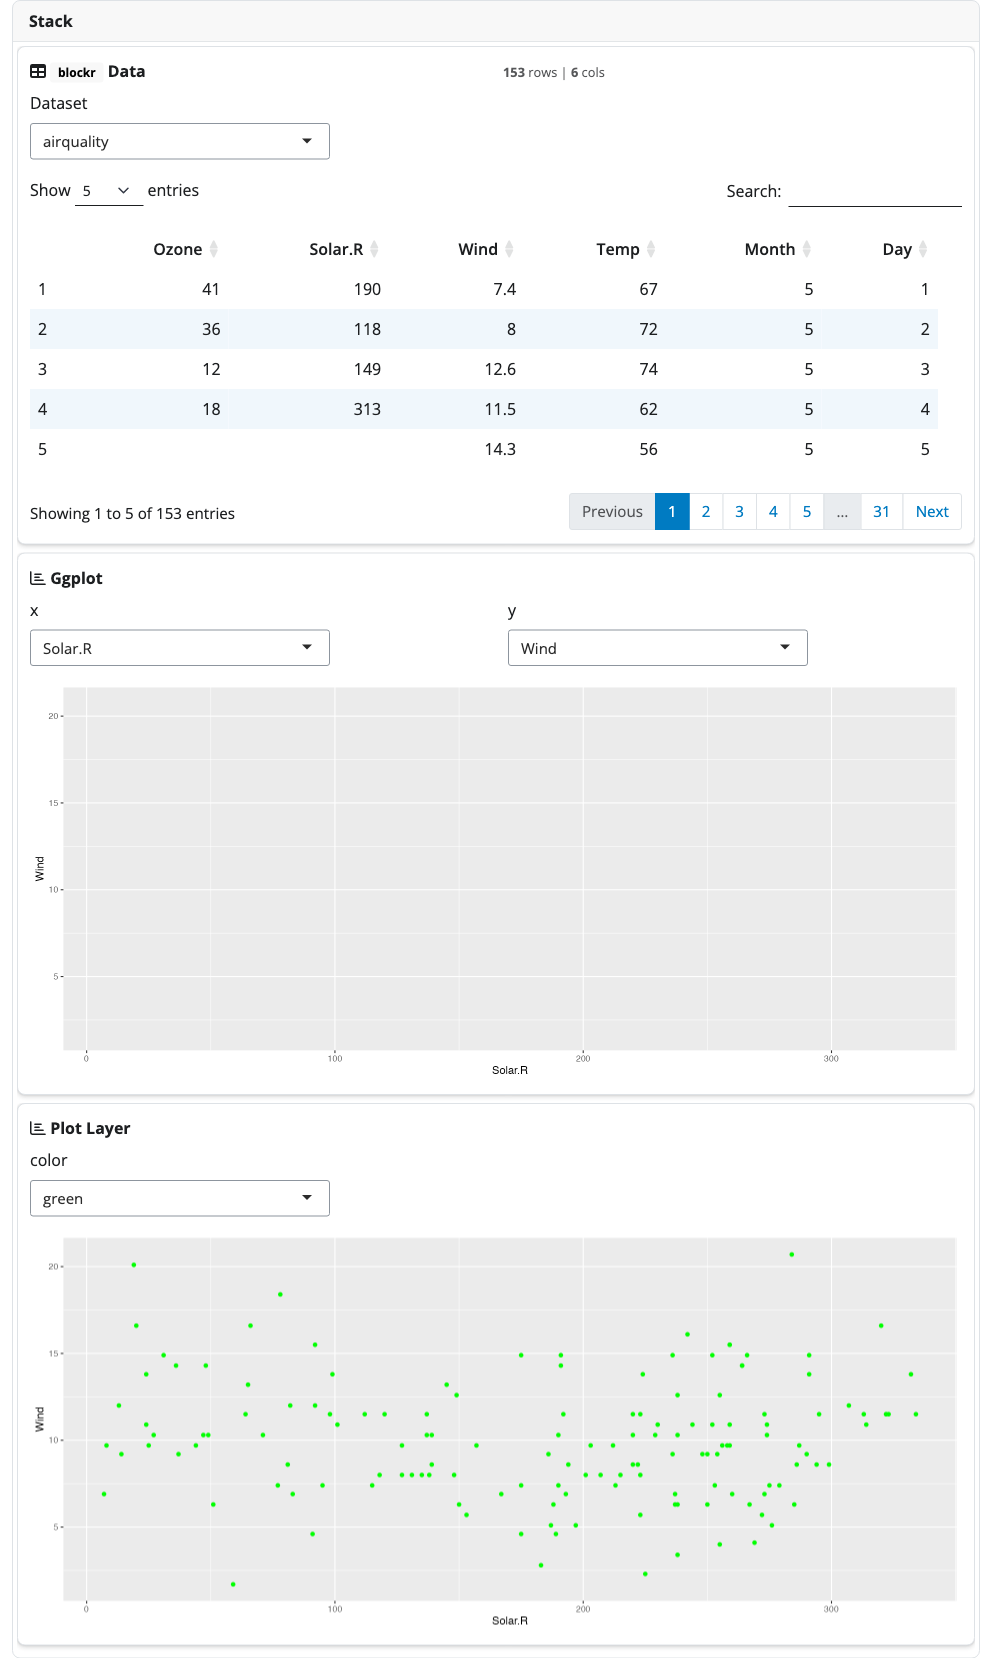 Stack
blockr Data 153 rows | 6 cols
Dataset
airquality
Show 5 entries Search:
Ozone Solar.R Wind Temp Month Day
1 41 190 7.4 67 5 1
2 36 118 8 72 5 2
3 12 149 12.6 74 5 3
4 18 313 11.5 62 5 4
5 14.3 56 5 5
Showing 1 to 5 of 153 entries Previous 1 2 3 4 5 ... 31 Next
Ggplot
x y
Solar.R Wind
20
15
Wind
10
5
0 100 200 300
Solar.R
Plot Layer
color
green
20
15
Wind
10
5
0 100 200 300
Solar.R